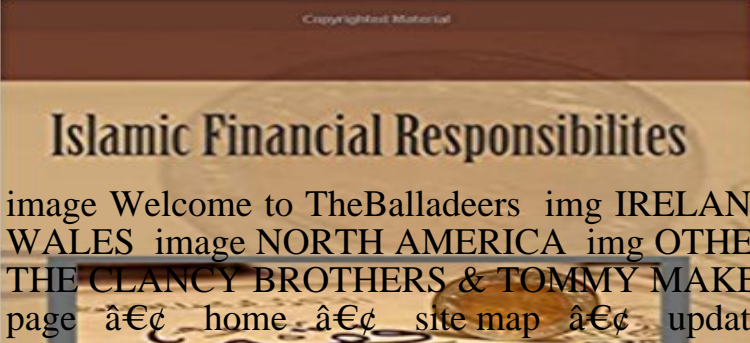 Copyrighted Material
Islamic Financial Responsibilites
image Welcome to TheBalladeers img IRELAN
WALES image NORTH AMERICA img OTHE
THE CLANCY BROTHERS & TOMMY MAKE
page â€¢ home â€¢ site map â€¢ updat